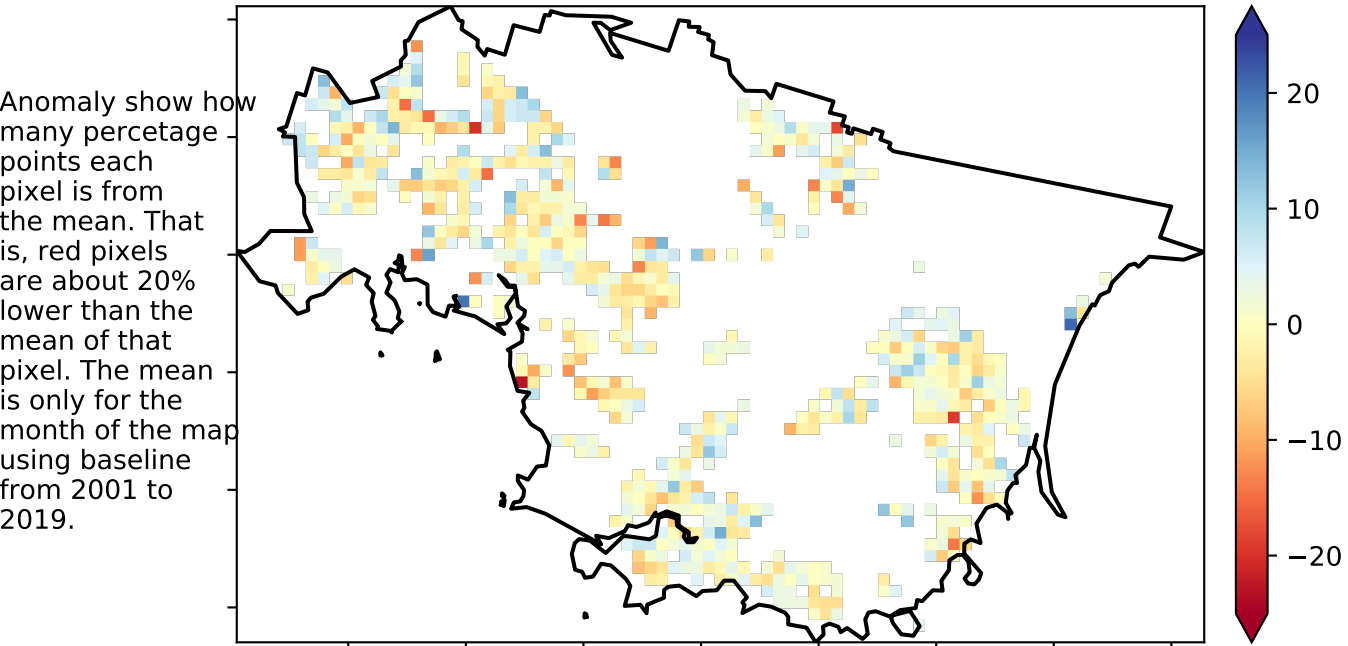 Anomaly show how
many percetage
points each
pixel is from
the mean. That
is, red pixels
are about 20%
lower than the
mean of that
pixel. The mean
is only for the
month of the map
using baseline
from 2001 to
2019.
20
10
0
−10
−20